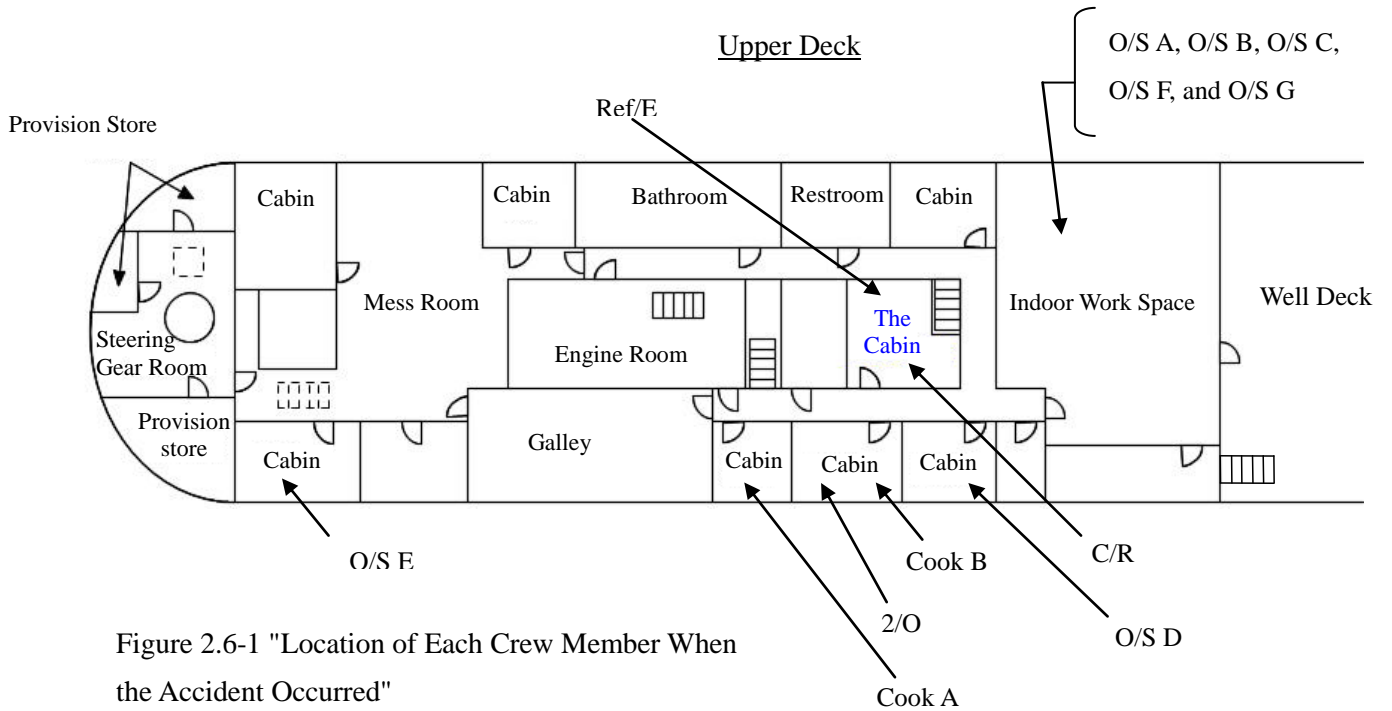 Upper Deck
O/S A, O/S B, O/S C,
O/S F, and O/S G
Ref/E
Provision Store
Cabin
Cabin
Bathroom
Restroom
Cabin
Mess Room
Engine Room
The
Cabin
Indoor Work Space
Well Deck
Steering
Gear Room
Provision
store
Cabin
Galley
Cabin
Cabin
Cabin
O/S E
Cook B
C/R
2/O
O/S D
Cook A
Figure 2.6-1 "Location of Each Crew Member When
the Accident Occurred"